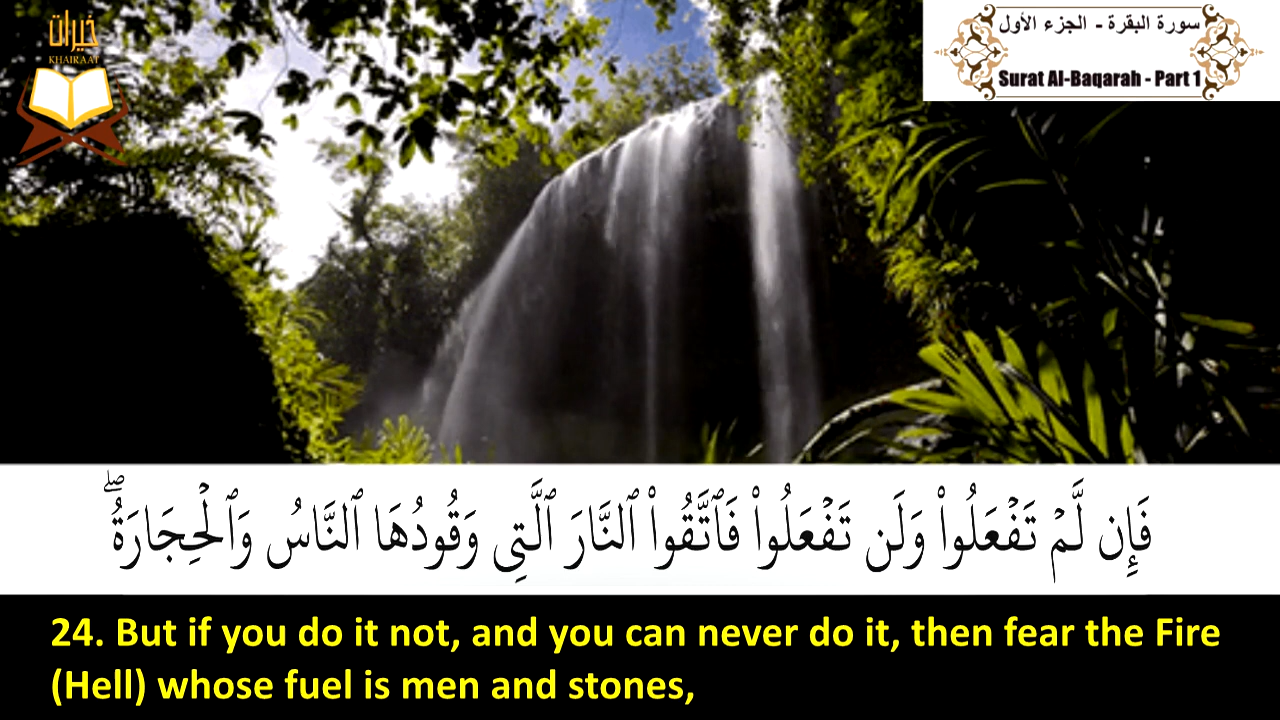 خيرات
KHAIRAAT
سورة البقرة - الجزء الأول
Surat Al-Baqarah - Part 1
فَإِن لَّمْ تَفْعَلُوا۟ وَلَن تَفْعَلُوا۟ فَٱتَّقُوا۟ ٱلنَّارَ ٱلَّتِى وَقُودُهَا ٱلنَّاسُ وَٱلْحِجَارَةُ ۖ
24. But if you do it not, and you can never do it, then fear the Fire
(Hell) whose fuel is men and stones,